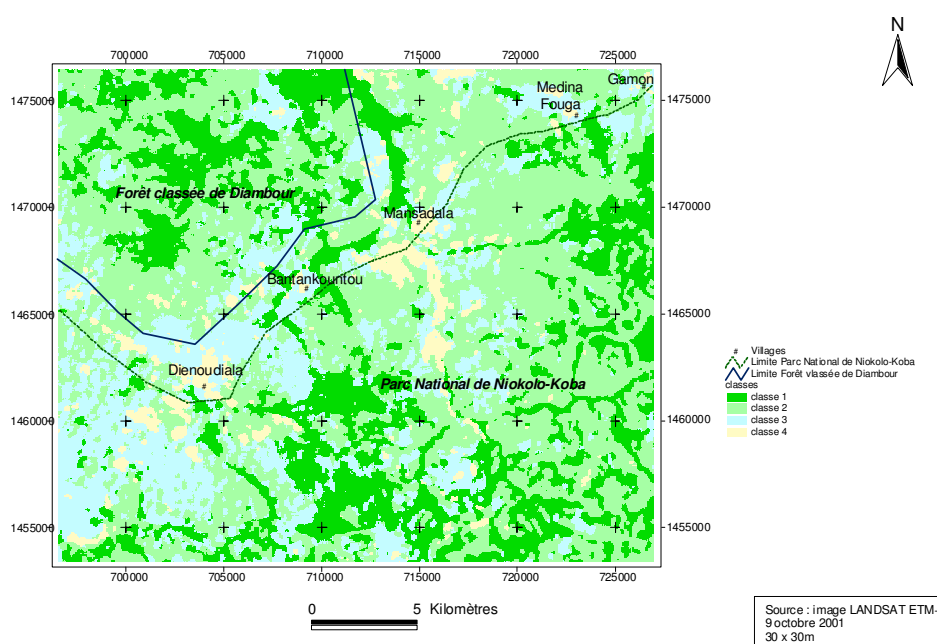 N
700000 705000 710000 715000 720000 725000
1475000 1475000
Gamon
Medina
Fouga
Forêt classée de Diambour
1470000 1470000
Mansadala
Bantankountou
1465000 1465000
Dienoudiala
Parc National de Niokolo-Koba
1460000 1460000
1455000 1455000
700000 705000 710000 715000 720000 725000
# Villages
Limite Parc National de Niokolo-Koba
Limite Forêt vlassée de Diambour
classes
classe 1
classe 2
classe 3
classe 4
0 5 Kilomètres
Source : image LANDSAT ETM-
9 octobre 2001
30 x 30m